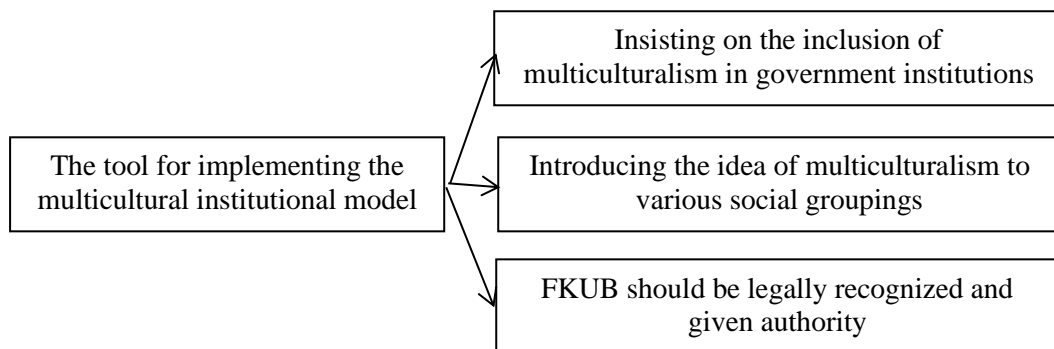 Insisting on the inclusion of
multiculturalism in government institutions
The tool for implementing the
multicultural institutional model
Introducing the idea of multiculturalism to
various social groupings
FKUB should be legally recognized and
given authority